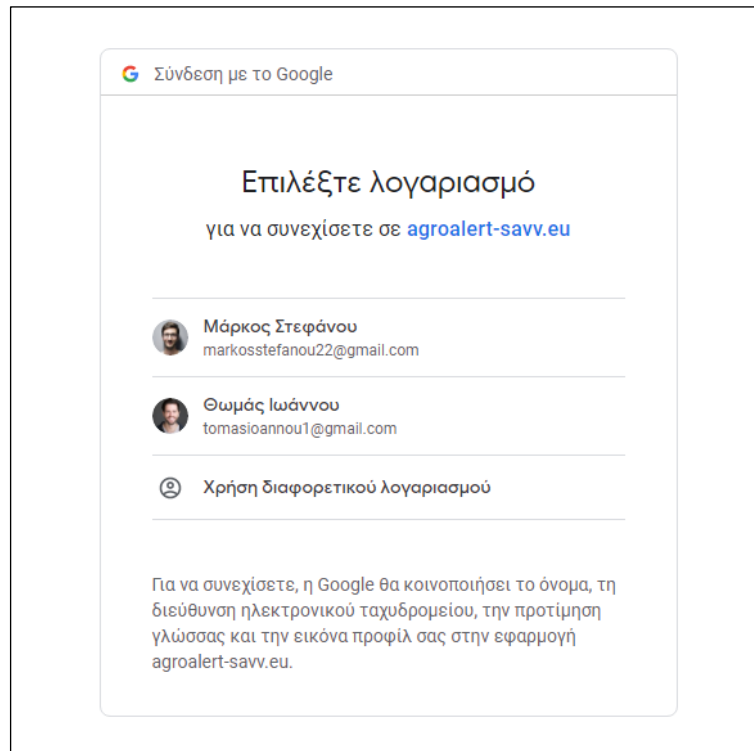 Σύνδεση με το Google
Επιλέξτε λογαριασμό
για να συνεχίσετε σε agroalert-savv.eu
Μάρκος Στεφάνου
markosstefanou22@gmail.com
Θωμάς Ιωάννου
tomasioannou1@gmail.com
Χρήση διαφορετικού λογαριασμού
Για να συνεχίσετε, η Google θα κοινοποιήσει το όνομα, τη
διεύθυνση ηλεκτρονικού ταχυδρομείου, την προτίμηση
γλώσσας και την εικόνα προφίλ σας στην εφαρμογή
agroalert-savv.eu.